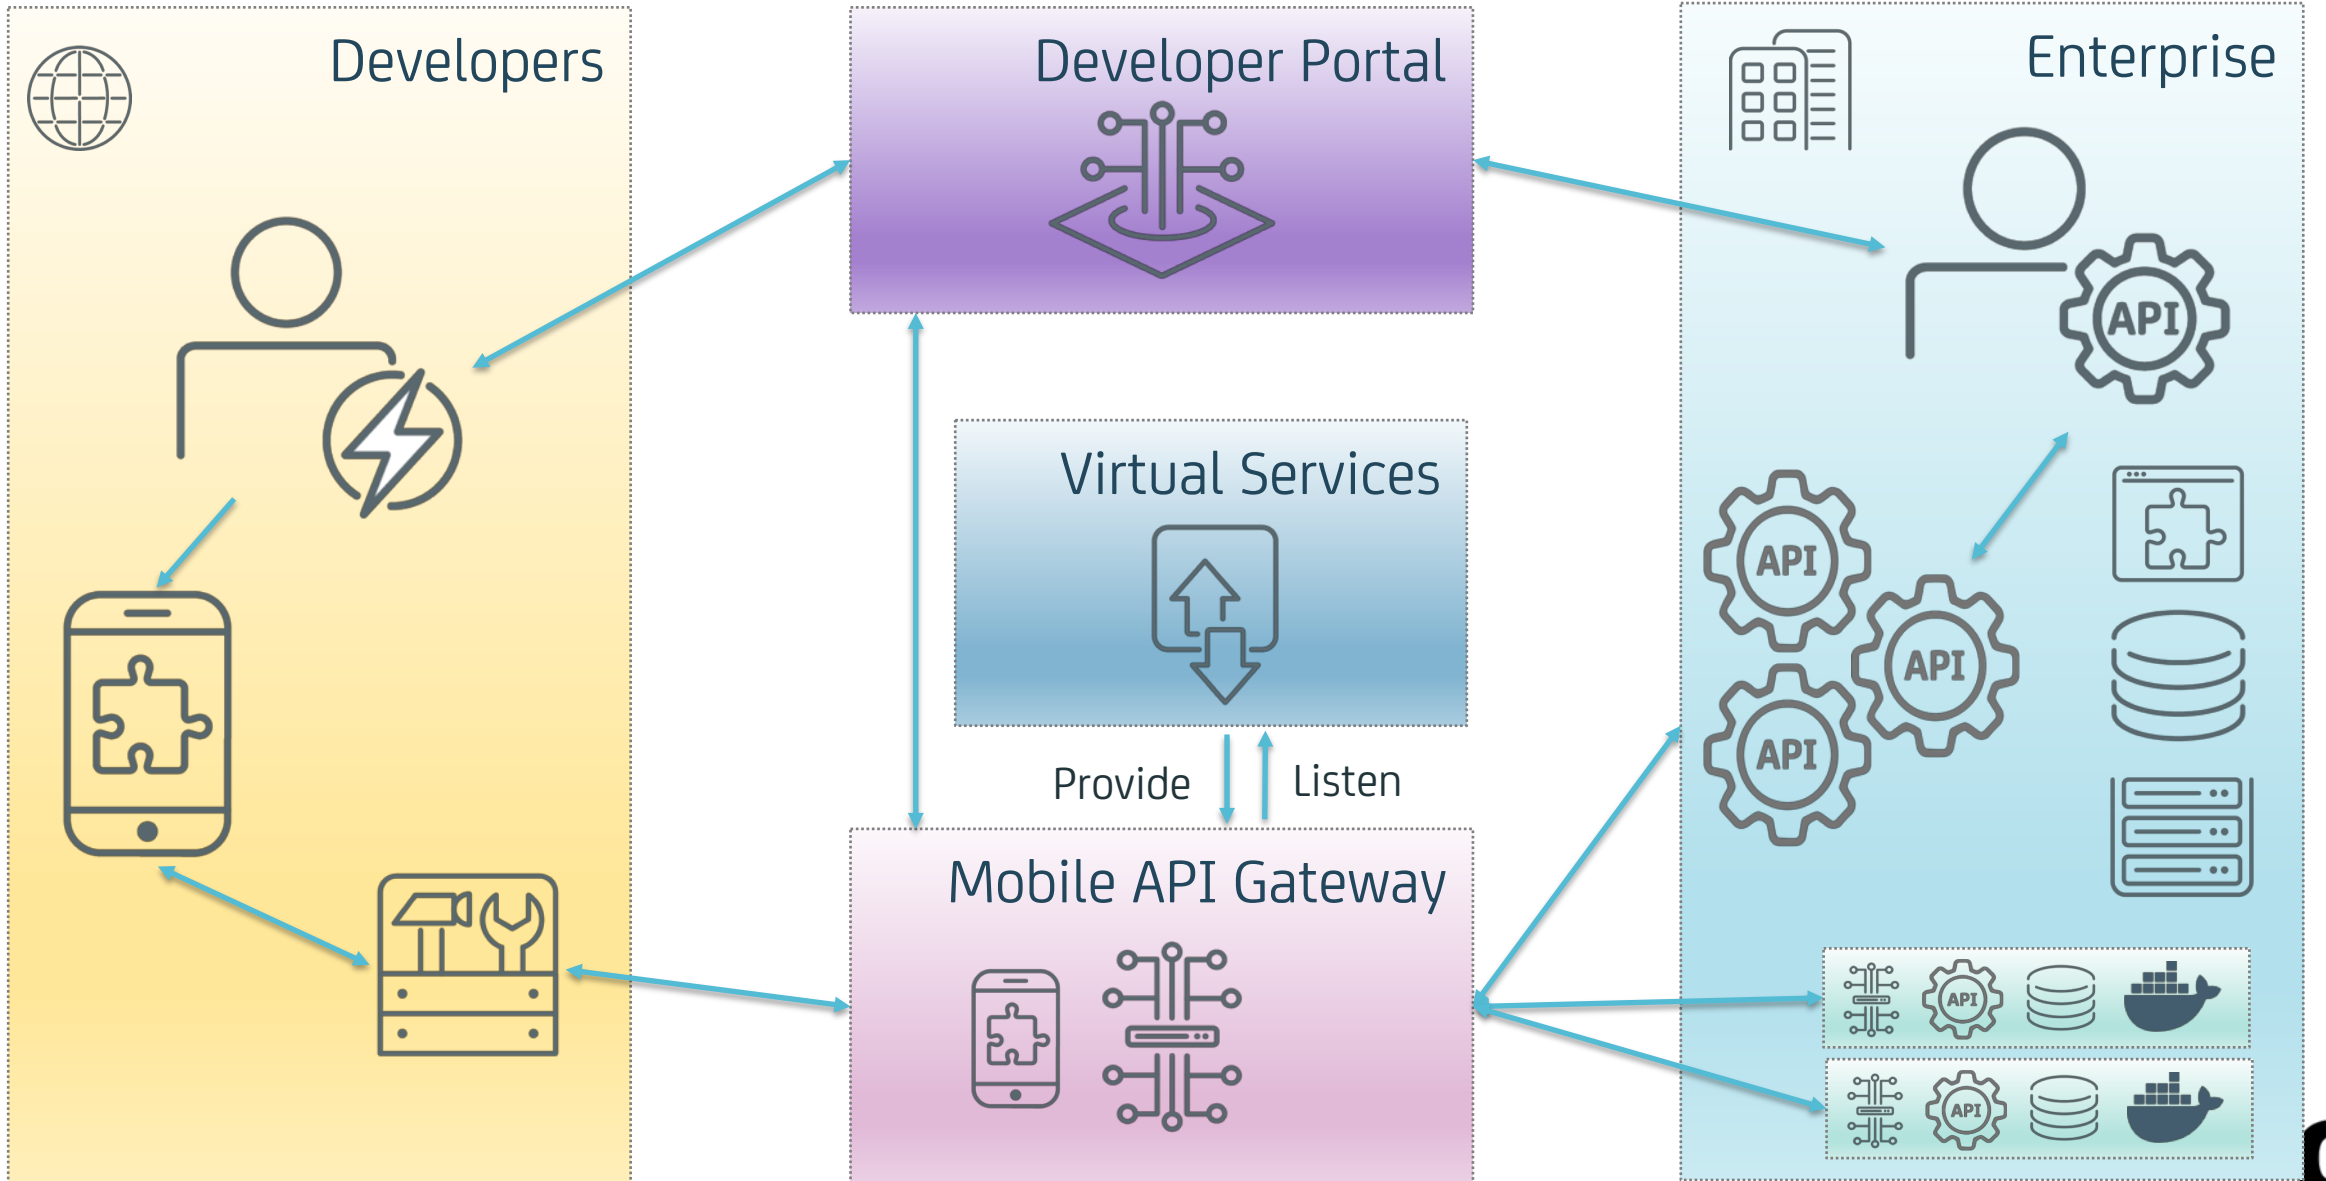 Developers
Developer Portal
Enterprise
API
Virtual Services
API
API
API
Provide
Listen
Mobile API Gateway
API
API